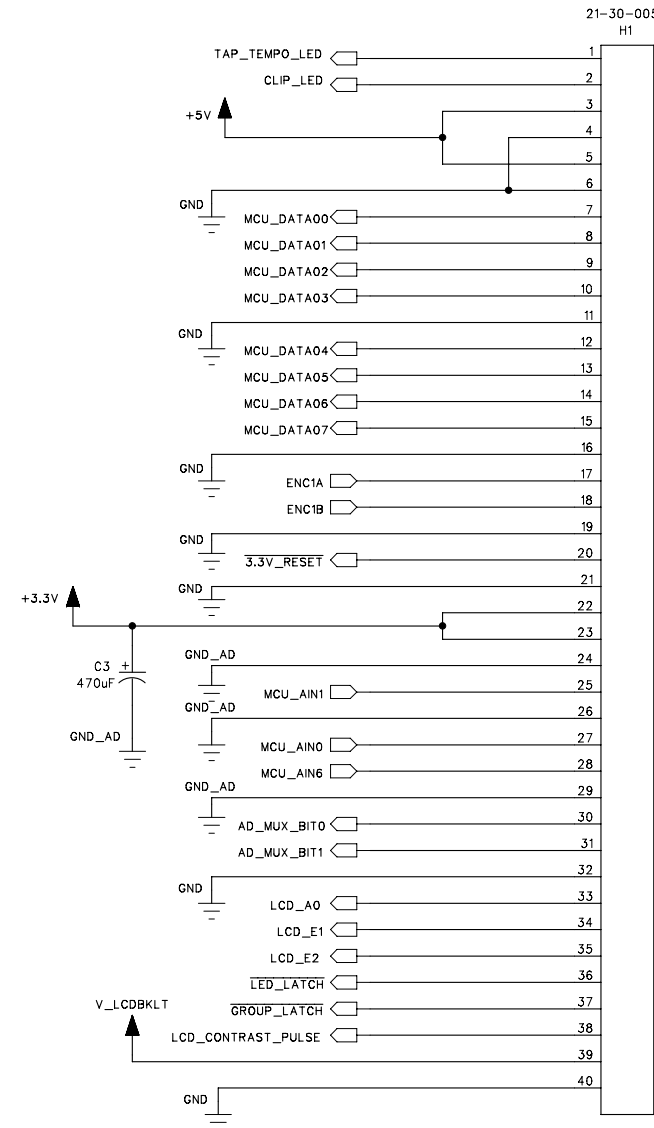 21-30-005
H1
TAP_TEMPO_LED 1
CLIP_LED 2
3
+5V
4
5
6
GND
MCU_DATA00 7
MCU_DATA01 8
MCU_DATA02 9
MCU_DATA03 10
11
GND
MCU_DATA04 12
MCU_DATA05 13
MCU_DATA06 14
MCU_DATA07 15
16
GND
ENC1A 17
ENC1B 18
19
GND
3.3V_RESET 20
21
GND
+3.3V
22
23
GND_AD 24
C3 +
470uF
MCU_AIN1 25
GND_AD 26
GND_AD
MCU_AIN0 27
MCU_AIN6 28
GND_AD 29
AD_MUX_BIT0 30
AD_MUX_BIT1 31
32
GND
LCD_A0 33
LCD_E1 34
LCD_E2 35
LED_LATCH 36
V_LCDBKLT
GROUP_LATCH 37
LCD_CONTRAST_PULSE 38
39
40
GND